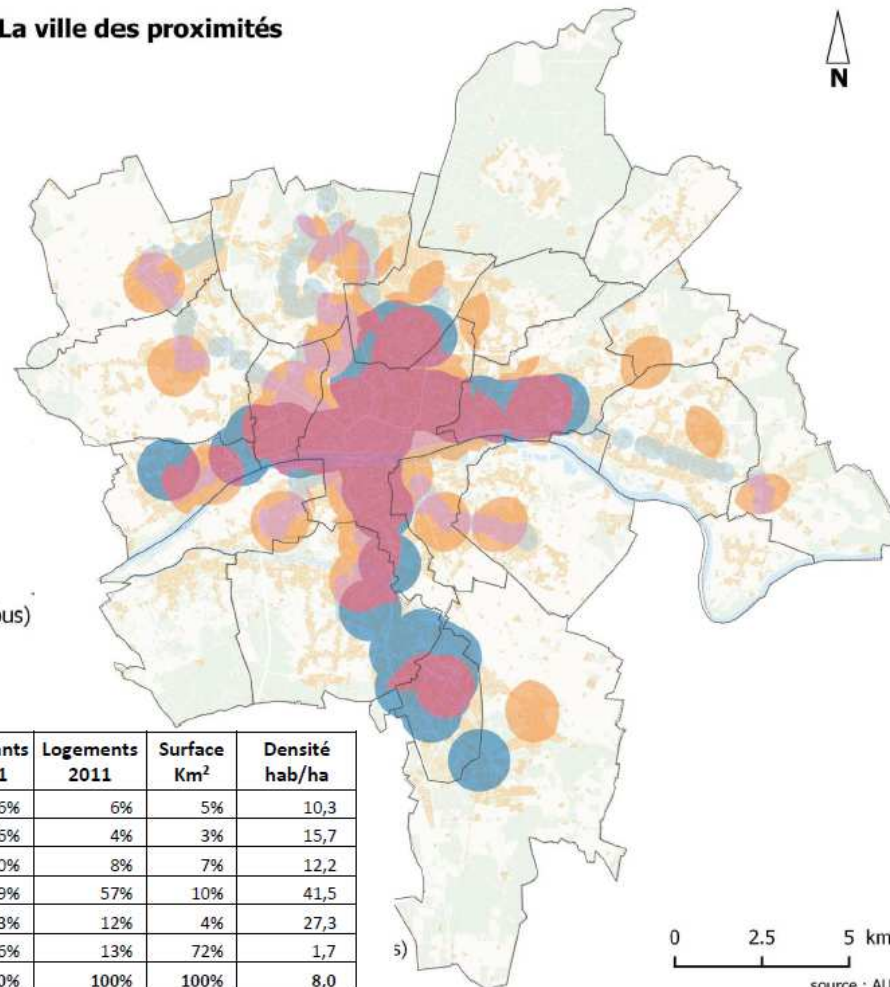 La ville des proximités
N
ous)
nts Logements Surface Densité
1 2011 Km² hab/ha
6% 6% 5% 10,3
6% 4% 3% 15,7
0% 8% 7% 12,2
9% 57% 10% 41,5
3% 12% 4% 27,3
6% 13% 72% 1,7
0% 100% 100% 8,0
s)
0 2.5 5 km
source : AU